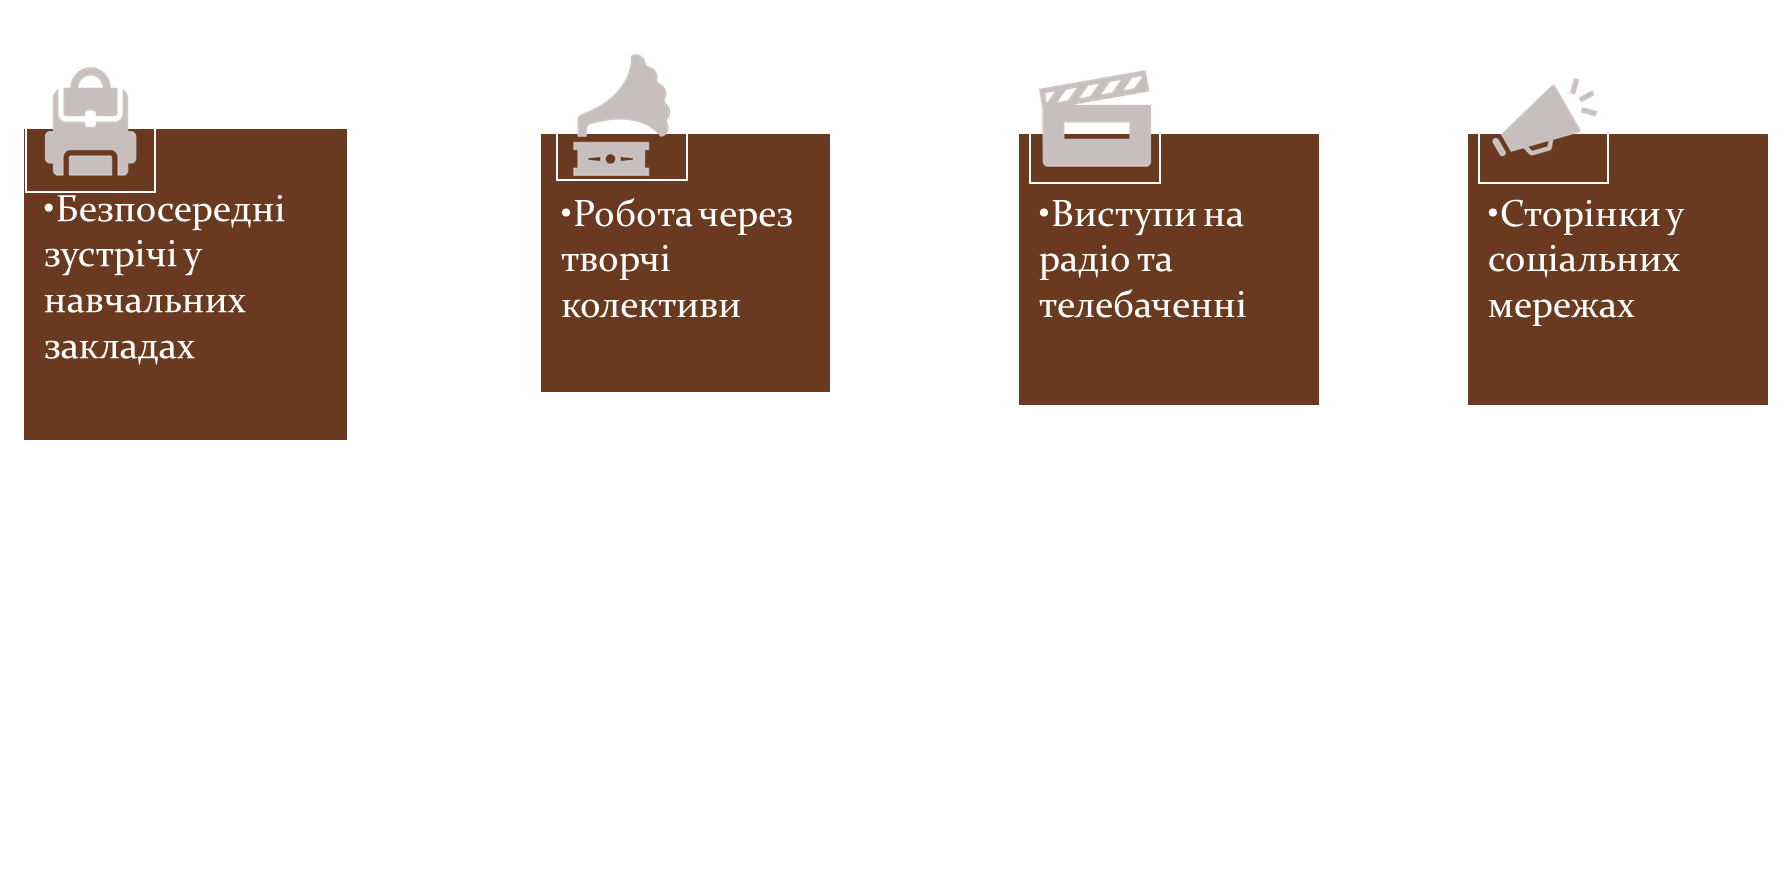 •Безпосередні
зустрічі у
навчальних
закладах
•Робота через
творчі
колективи
•Виступи на
радіо та
телебаченні
•Сторінки у
соціальних
мережах